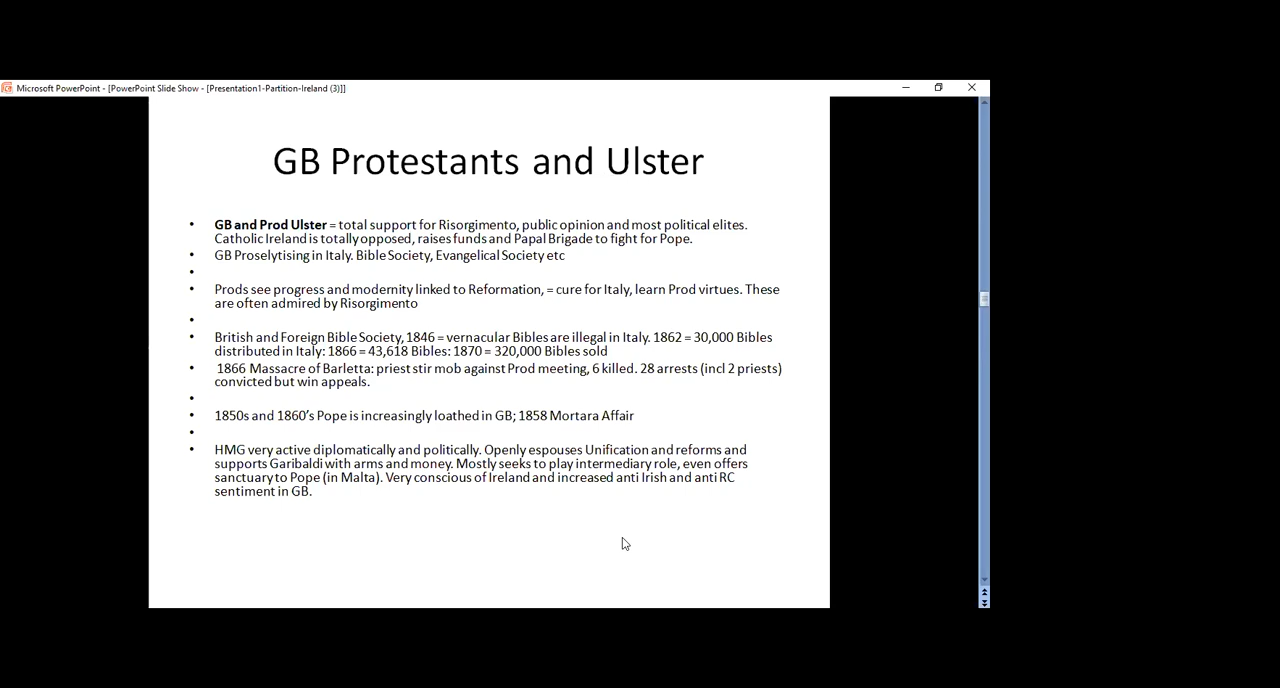 Microsoft PowerPoint - [PowerPoint Slide Show - [Presentation1-Partition-Ireland (3)]]
GB Protestants and Ulster
• GB and Prod Ulster = total support for Risorgimento, public opinion and most political elites.
Catholic Ireland is totally opposed, raises funds and Papal Brigade to fight for Pope.
• GB Proselytising in Italy. Bible Society, Evangelical Society etc
•
• Prods see progress and modernity linked to Reformation, = cure for Italy, learn Prod virtues. These
are often admired by Risorgimento
•
• British and Foreign Bible Society, 1846 = vernacular Bibles are illegal in Italy. 1862 = 30,000 Bibles
distributed in Italy: 1866 = 43,618 Bibles: 1870 = 320,000 Bibles sold
• 1866 Massacre of Barletta: priest stir mob against Prod meeting, 6 killed. 28 arrests (incl 2 priests)
convicted but win appeals.
•
• 1850s and 1860's Pope is increasingly loathed in GB; 1858 Mortara Affair
•
• HMG very active diplomatically and politically. Openly espouses Unification and reforms and
supports Garibaldi with arms and money. Mostly seeks to play intermediary role, even offers
sanctuary to Pope (in Malta). Very conscious of Ireland and increased anti Irish and anti RC
sentiment in GB.